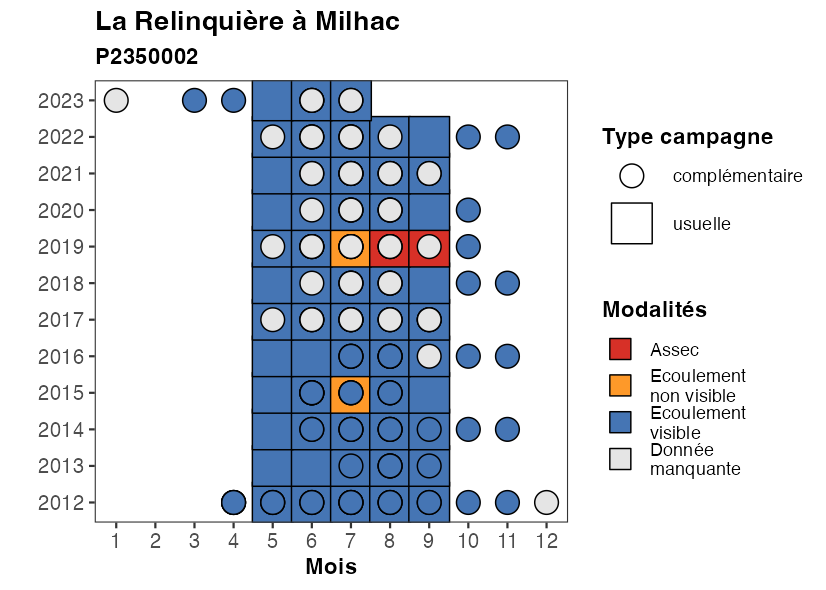 La Relinquière à Milhac
P2350002
2023
2022
2021
2020
2019
2018
2017
2016
2015
2014
2013
2012
1 2 3 4 5 6 7 8 9 10 11 12
Mois
Type campagne
complémentaire
usuelle
Modalités
Assec
Ecoulement
non visible
Ecoulement
visible
Donnée
manquante